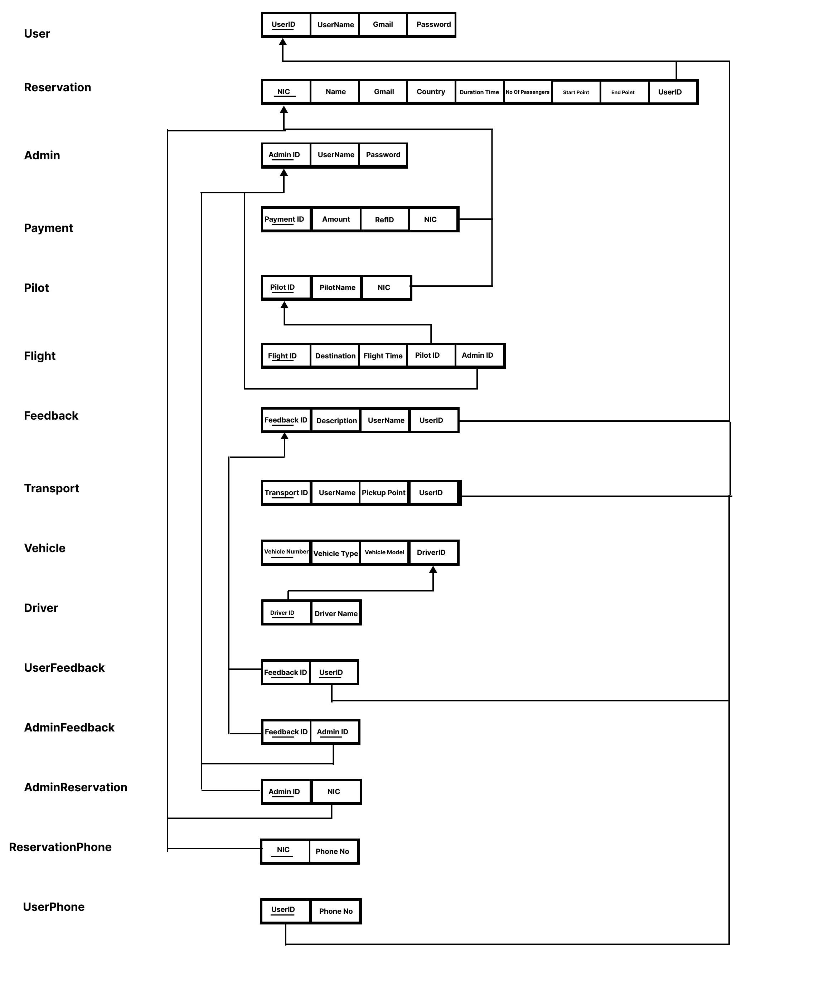 User
UserID UserName Gmail Password
Reservation
NIC Name Gmail Country Duration Time No Of Passengers Start Point End Point UserID
Admin
Admin ID UserName Password
Payment
Payment ID Amount RefID NIC
Pilot
Pilot ID PilotName NIC
Flight
Flight ID Destination Flight Time Pilot ID Admin ID
Feedback
Feedback ID Description UserName UserID
Transport
Transport ID UserName Pickup Point UserID
Vehicle
Vehicle Number Vehicle Type Vehicle Model DriverID
Driver
Driver ID Driver Name
UserFeedback
Feedback ID UserID
AdminFeedback
Feedback ID Admin ID
AdminReservation
Admin ID NIC
ReservationPhone
NIC Phone No
UserPhone
UserID Phone No